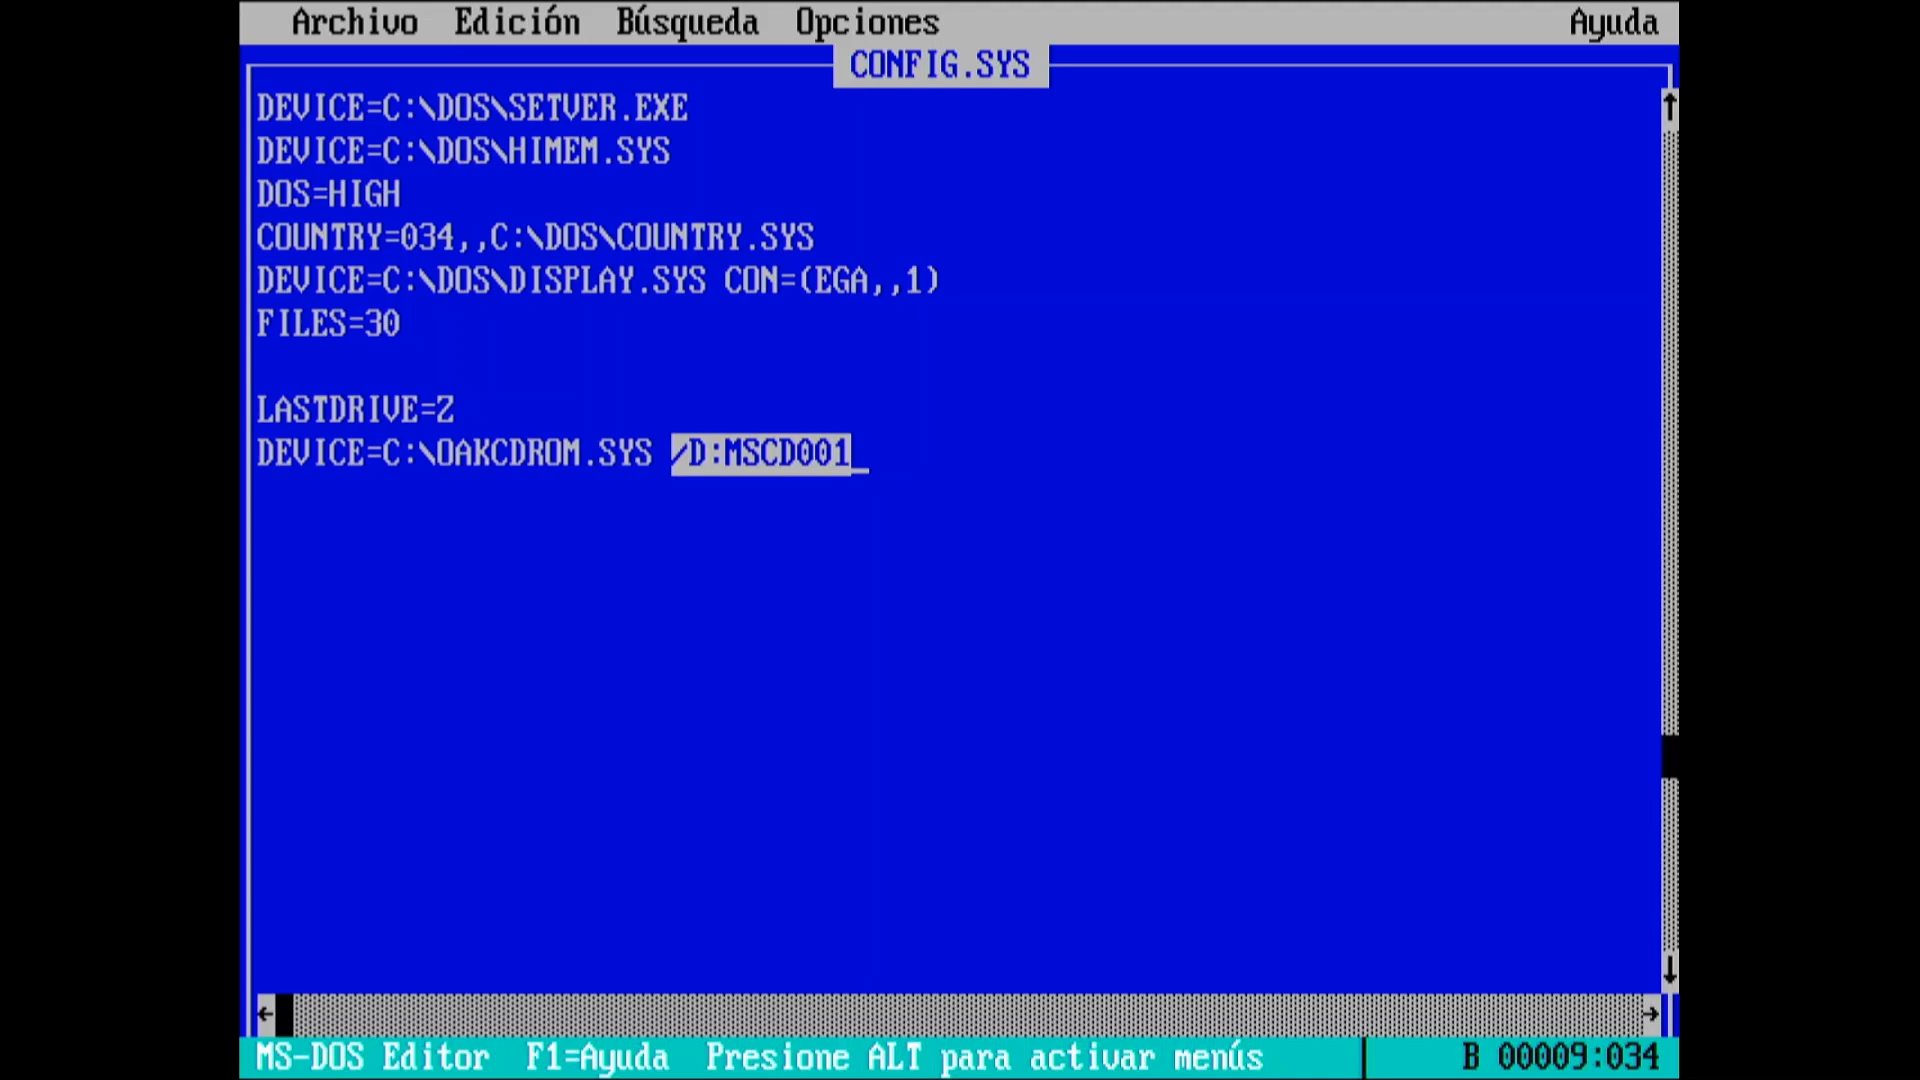 Archivo Edición Búsqueda Opciones Ayuda
CONFIG.SYS
DEVICE=C:\DOS\SETVER.EXE
DEVICE=C:\DOS\HIMEM.SYS
DOS=HIGH
COUNTRY=034,,C:\DOS\COUNTRY.SYS
DEVICE=C:\DOS\DISPLAY.SYS CON=(EGA,,1)
FILES=30
LASTDRIVE=Z
DEVICE=C:\OAKCDROM.SYS /D:MSCD001
MS-DOS Editor F1=Ayuda Presione ALT para activar menús B 00009:034